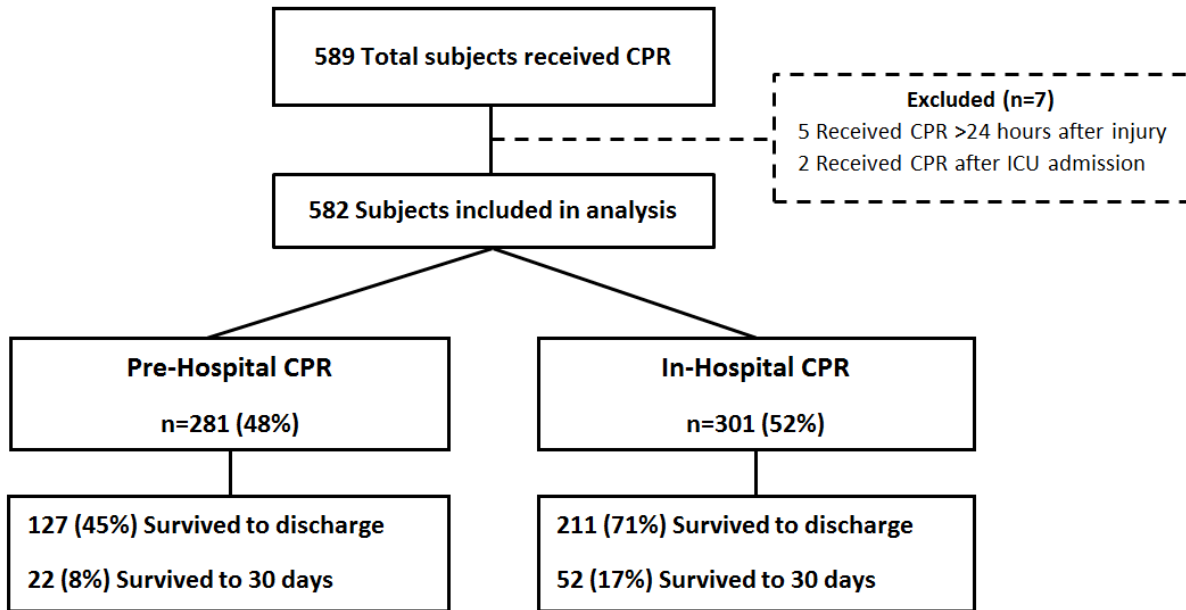 589 Total subjects received CPR
Excluded (n=7)
5 Received CPR >24 hours after injury
2 Received CPR after ICU admission
582 Subjects included in analysis
Pre-Hospital CPR
n=281 (48%)
In-Hospital CPR
n=301 (52%)
127 (45%) Survived to discharge
22 (8%) Survived to 30 days
211 (71%) Survived to discharge
52 (17%) Survived to 30 days